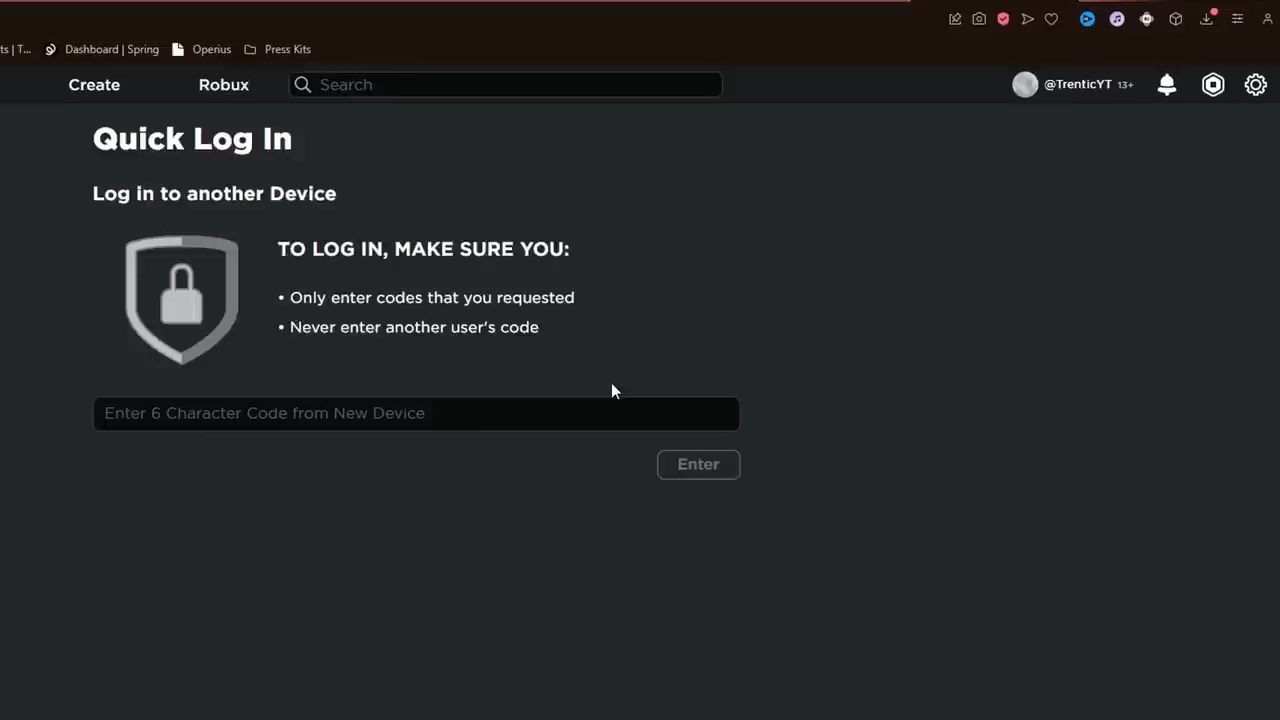 ts | T... Dashboard | Spring Operius Press Kits
Create Robux Search @TrenticYT 13+
Quick Log In
Log in to another Device
TO LOG IN, MAKE SURE YOU:
• Only enter codes that you requested
• Never enter another user's code
Enter 6 Character Code from New Device
Enter